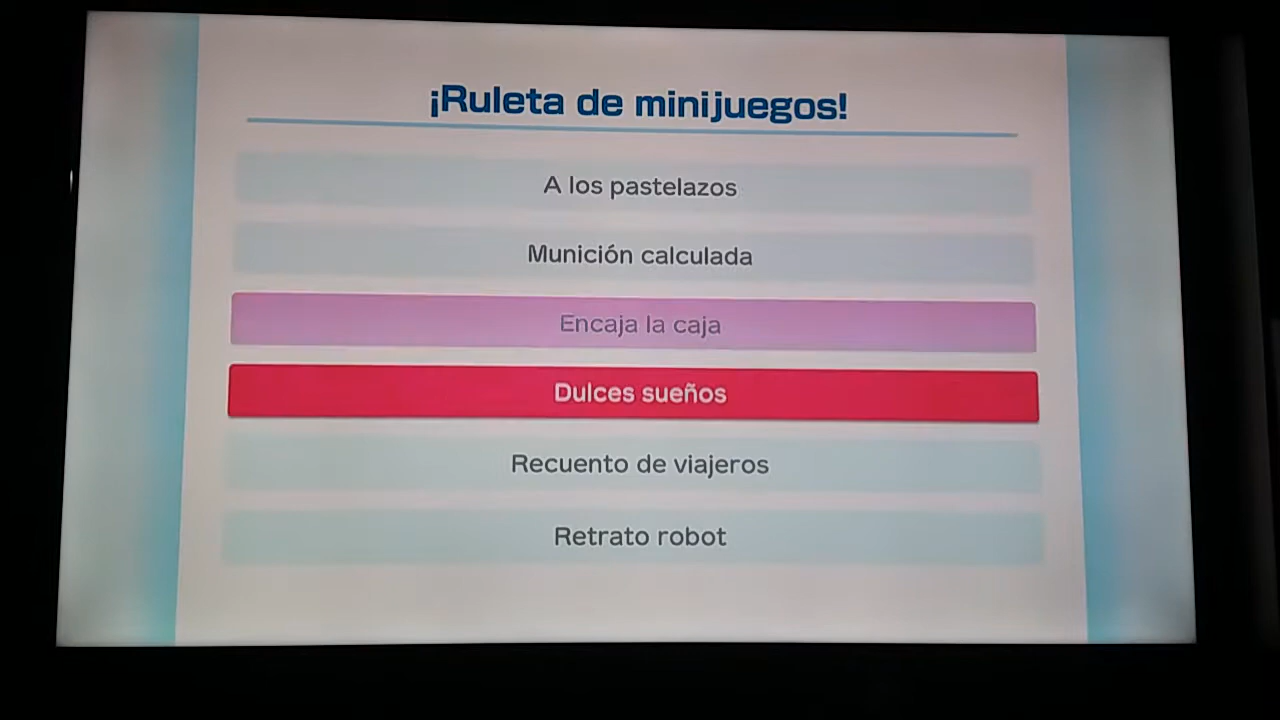 ¡Ruleta de minijuegos!
A los pastelazos
Munición calculada
Encaja la caja
Dulces sueños
Recuento de viajeros
Retrato robot